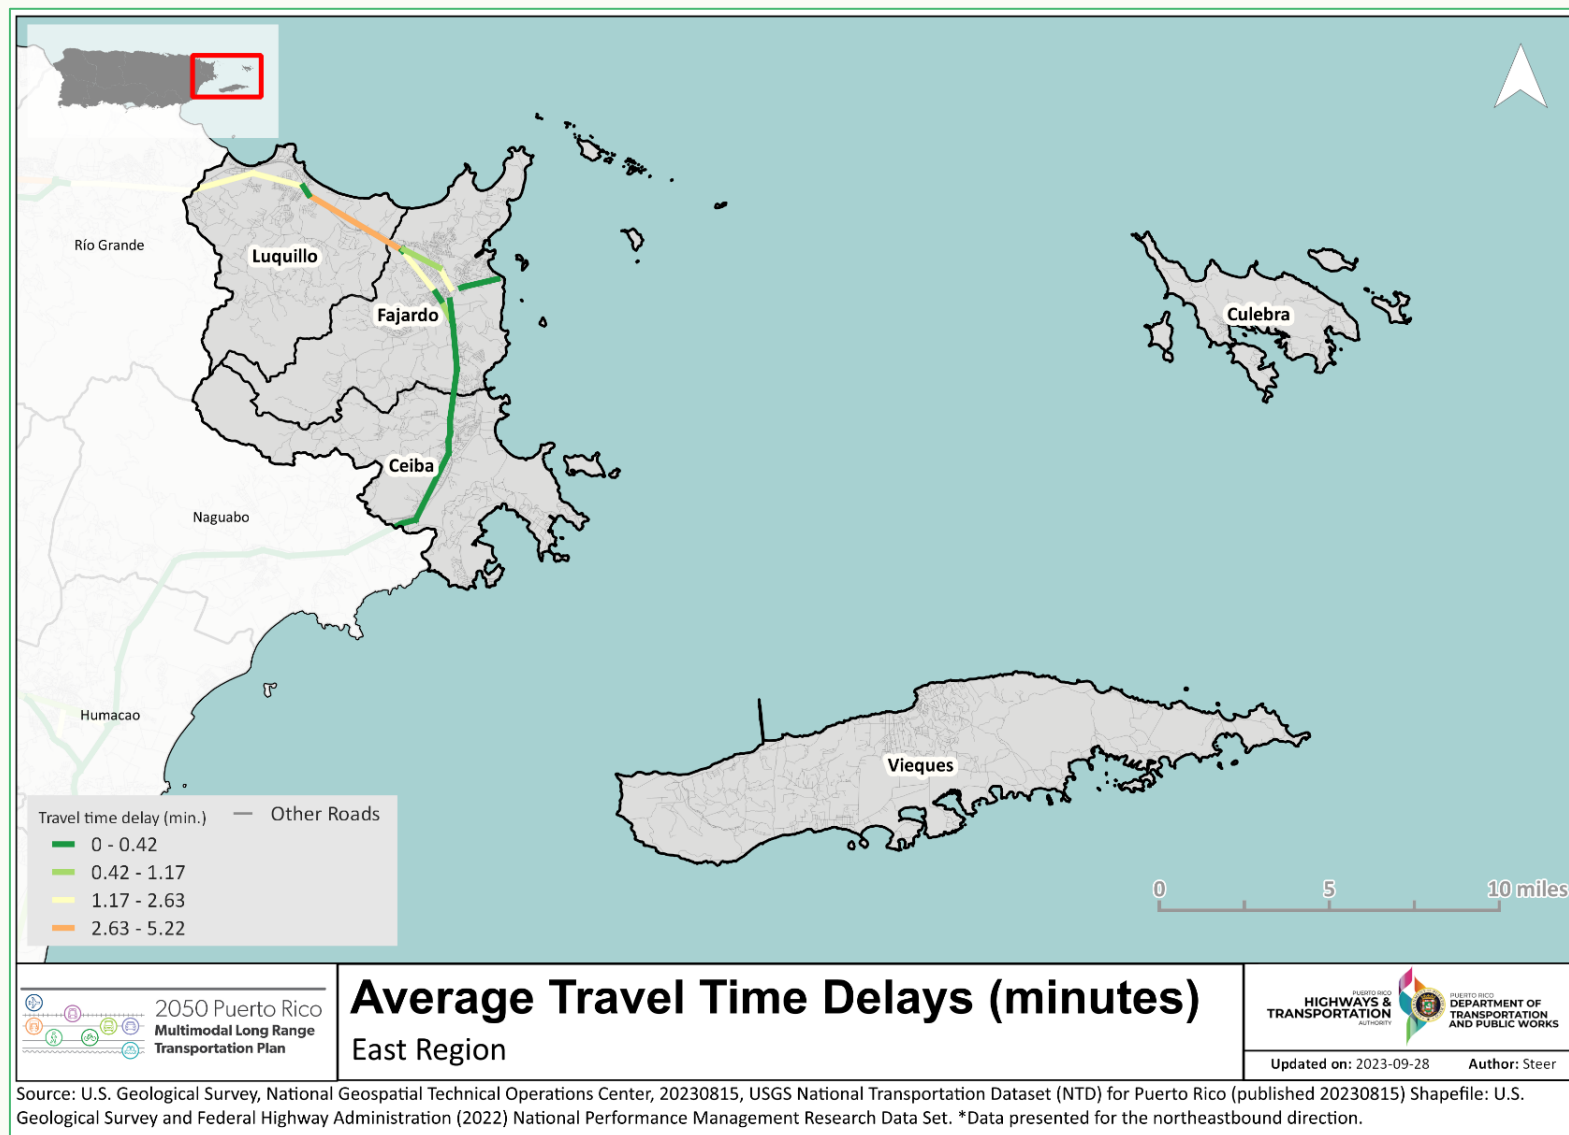 Río Grande
Luquillo
Fajardo
Culebra
Ceiba
Naguabo
Humacao
Vieques
Travel time delay (min.)
Other Roads
0 - 0.42
0.42 - 1.17
1.17 - 2.63
2.63 - 5.22
0 5 10 miles
2050 Puerto Rico
Multimodal Long Range
Transportation Plan
Average Travel Time Delays (minutes)
East Region
PUERTO RICO
HIGHWAYS &
TRANSPORTATION
AUTHORITY
PUERTO RICO
DEPARTMENT OF
TRANSPORTATION
AND PUBLIC WORKS
Updated on: 2023-09-28 Author: Steer
Source: U.S. Geological Survey, National Geospatial Technical Operations Center, 20230815, USGS National Transportation Dataset (NTD) for Puerto Rico (published 20230815) Shapefile: U.S.
Geological Survey and Federal Highway Administration (2022) National Performance Management Research Data Set. *Data presented for the northeastbound direction.